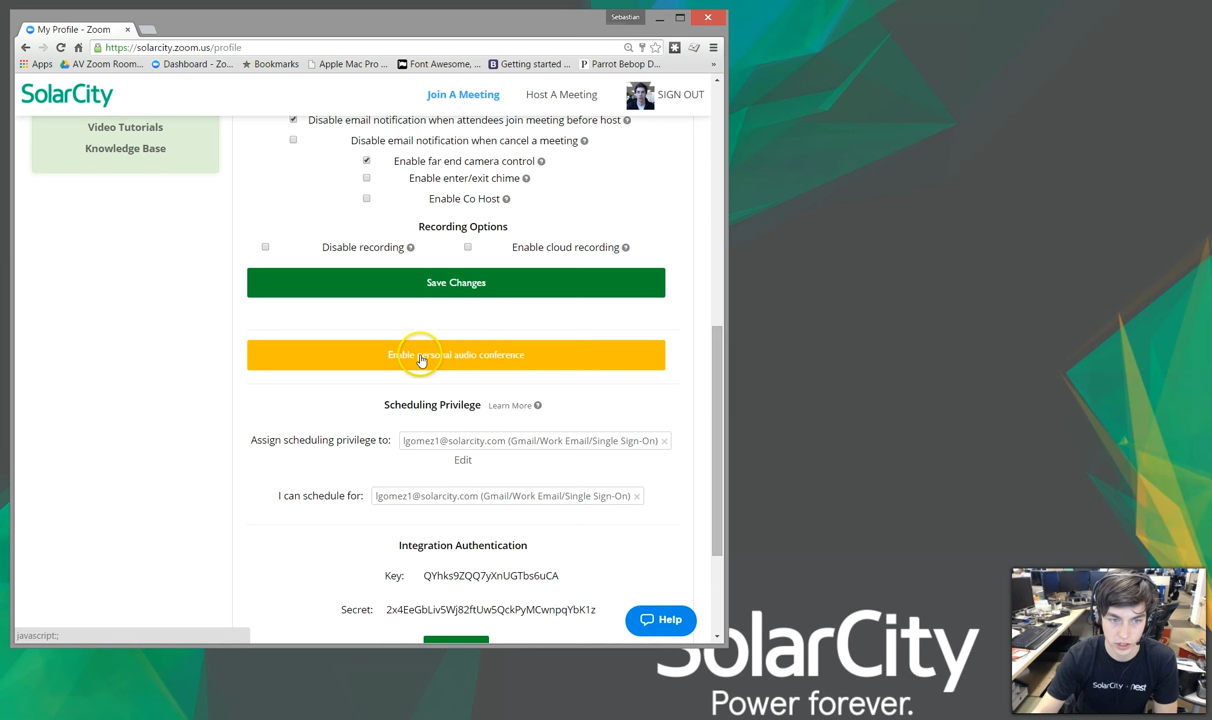 Sebastian
My Profile - Zoom
https://solarcity.zoom.us/profile
Apps AV Zoom Room... Dashboard - Zo... Bookmarks Apple Mac Pro ... Font Awesome, ... Getting started ... Parrot Bebop D... »
SolarCity Join A Meeting Host A Meeting SIGN OUT
Video Tutorials
Knowledge Base
Disable email notification when attendees join meeting before host
Disable email notification when cancel a meeting
Enable far end camera control
Enable enter/exit chime
Enable Co Host
Recording Options
Disable recording Enable cloud recording
Save Changes
Enable personal audio conference
Scheduling Privilege Learn More
Assign scheduling privilege to: lgomez1@solarcity.com (Gmail/Work Email/Single Sign-On) ×
Edit
I can schedule for: lgomez1@solarcity.com (Gmail/Work Email/Single Sign-On) ×
Integration Authentication
Key: QYhks9ZQQ7yXnUGTbs6uCA
Secret: 2x4EeGbLiv5Wj82ftUw5QckPyMCwnpqYbK1z
Help
javascript:;
SolarCity
Power forever.
SolarCity nest